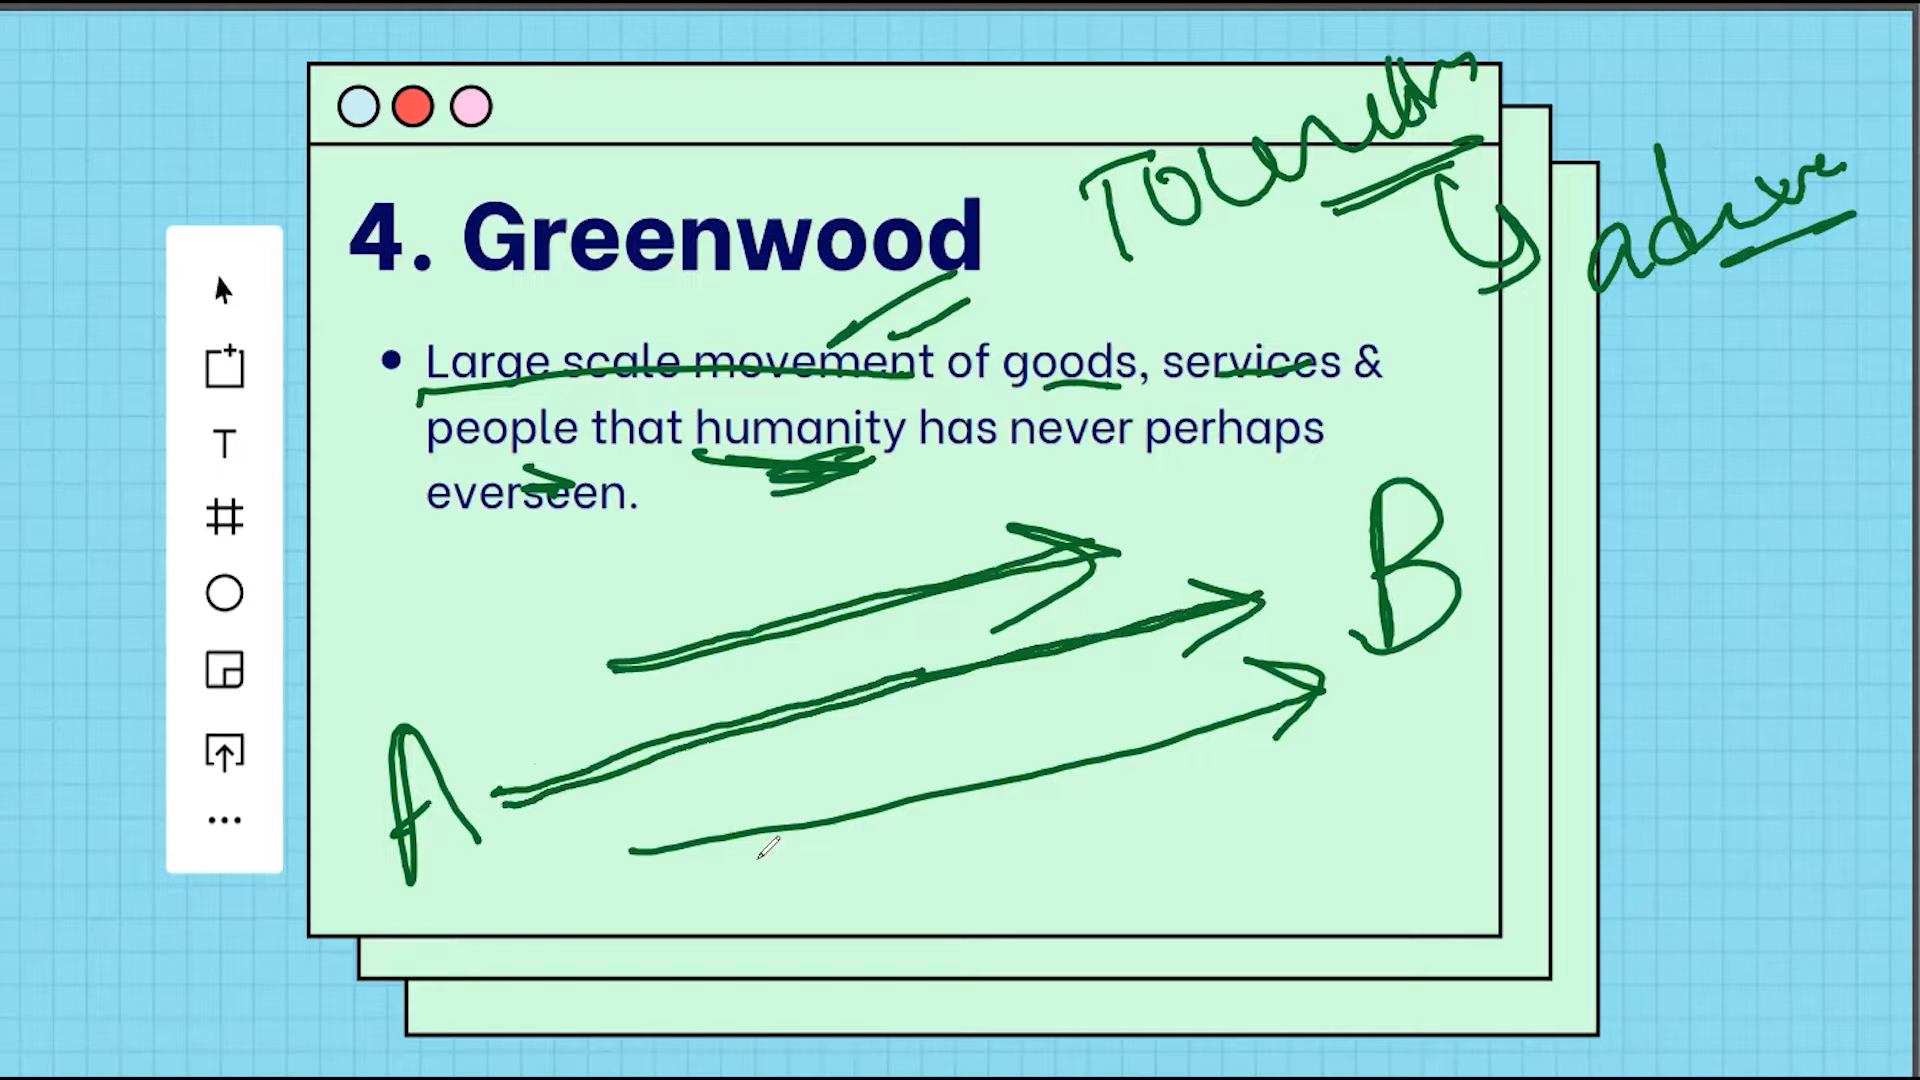 Tourism
4. Greenwood
• Large scale movement of goods, services &
people that humanity has never perhaps
everseen.
B
A
T